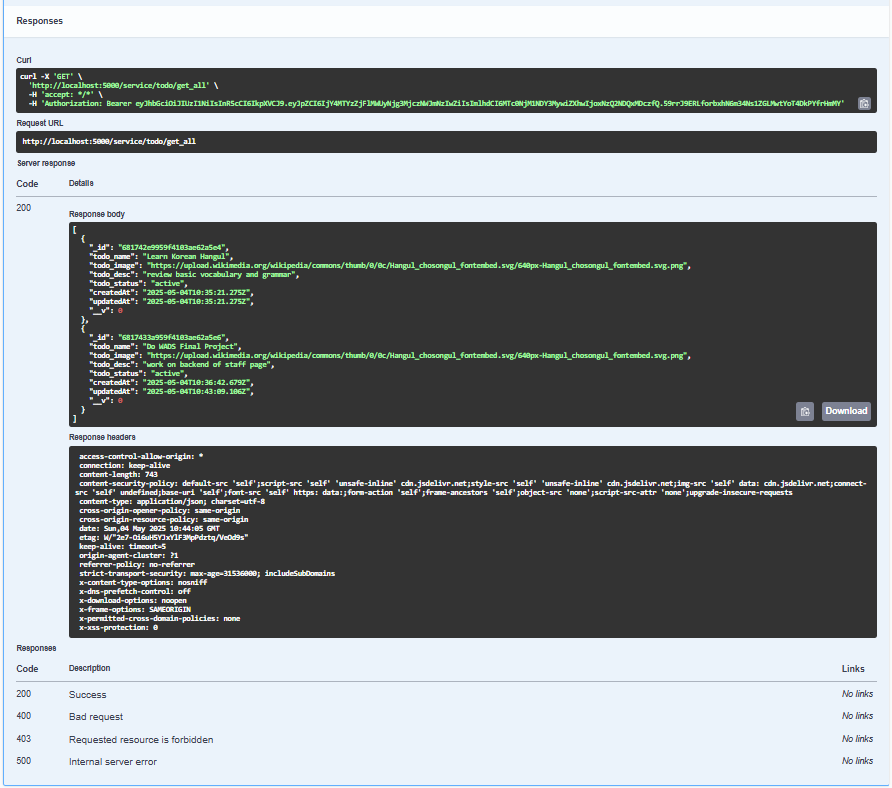 Responses
Curl
curl -X 'GET' \
'http://localhost:5000/service/todo/get_all' \
-H 'accept: */*' \
-H 'Authorization: Bearer
Request URL
http://localhost:5000/service/todo/get_all
Server response
Code Details
200
Response body
[
{
"_id": "681742e9959f4103ae62a5e4",
"todo_name": "Learn Korean Hangul",
"todo_image": "https://upload.wikimedia.org/wikipedia/commons/thumb/0/0c/Hangul_chosongul_fontembed.svg/640px-Hangul_chosongul_fontembed.svg.png",
"todo_desc": "review basic vocabulary and grammar",
"todo_status": "active",
"createdAt": "2025-05-04T10:35:21.275Z",
"updatedAt": "2025-05-04T10:35:21.275Z",
"__v": 0
},
{
"_id": "6817433a959f4103ae62a5e6",
"todo_name": "Do WADS Final Project",
"todo_image": "https://upload.wikimedia.org/wikipedia/commons/thumb/0/0c/Hangul_chosongul_fontembed.svg/640px-Hangul_chosongul_fontembed.svg.png",
"todo_desc": "work on backend of staff page",
"todo_status": "active",
"createdAt": "2025-05-04T10:36:42.679Z",
"updatedAt": "2025-05-04T10:43:09.106Z",
"__v": 0
}
]
Download
Response headers
access-control-allow-origin: *
connection: keep-alive
content-length: 743
content-security-policy: default-src 'self';script-src 'self' 'unsafe-inline' cdn.jsdelivr.net;style-src 'self' 'unsafe-inline' cdn.jsdelivr.net;img-src 'self' data: cdn.jsdelivr.net;connect-
src 'self' undefined;base-uri 'self';font-src 'self' https: data:;form-action 'self';frame-ancestors 'self';object-src 'none';script-src-attr 'none';upgrade-insecure-requests
content-type: application/json; charset=utf-8
cross-origin-opener-policy: same-origin
cross-origin-resource-policy: same-origin
date: Sun,04 May 2025 10:44:05 GMT
etag: W/"2e7-Oi6uH5YJxYlF3MpPdztq/VeOd9s"
keep-alive: timeout=5
origin-agent-cluster: ?1
referrer-policy: no-referrer
strict-transport-security: max-age=31536000; includeSubDomains
x-content-type-options: nosniff
x-dns-prefetch-control: off
x-download-options: noopen
x-frame-options: SAMEORIGIN
x-permitted-cross-domain-policies: none
x-xss-protection: 0
Responses
Code Description Links
200 Success No links
400 Bad request No links
403 Requested resource is forbidden No links
500 Internal server error No links